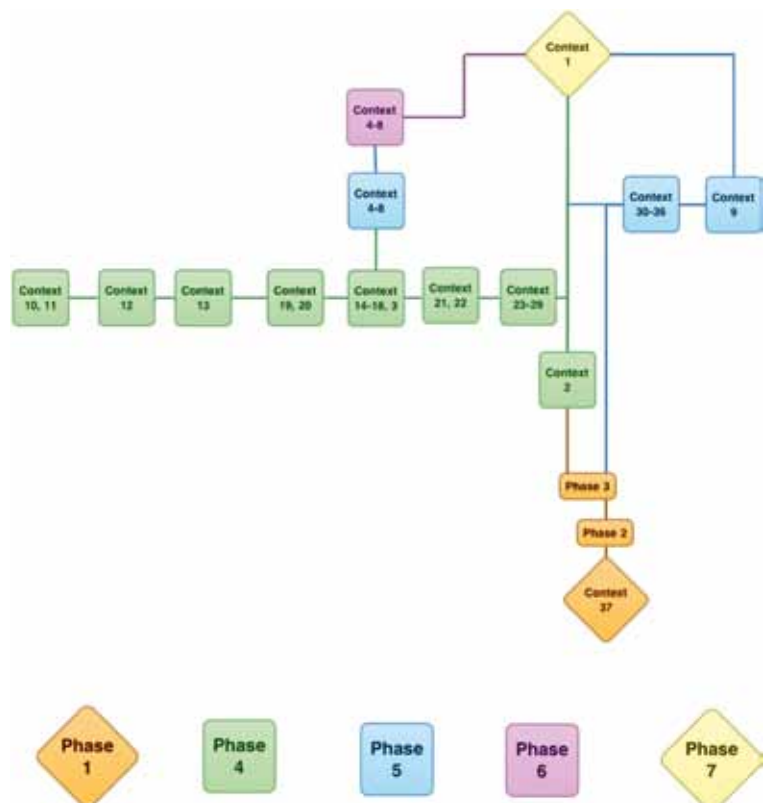 Context
1
Context
4-8
Context
4-8
Context
30-36
Context
9
Context
10, 11
Context
12
Context
13
Context
19, 20
Context
14-18, 3
Context
21, 22
Context
23-29
Context
2
Phase 3
Phase 2
Context
37
Phase
1
Phase
4
Phase
5
Phase
6
Phase
7